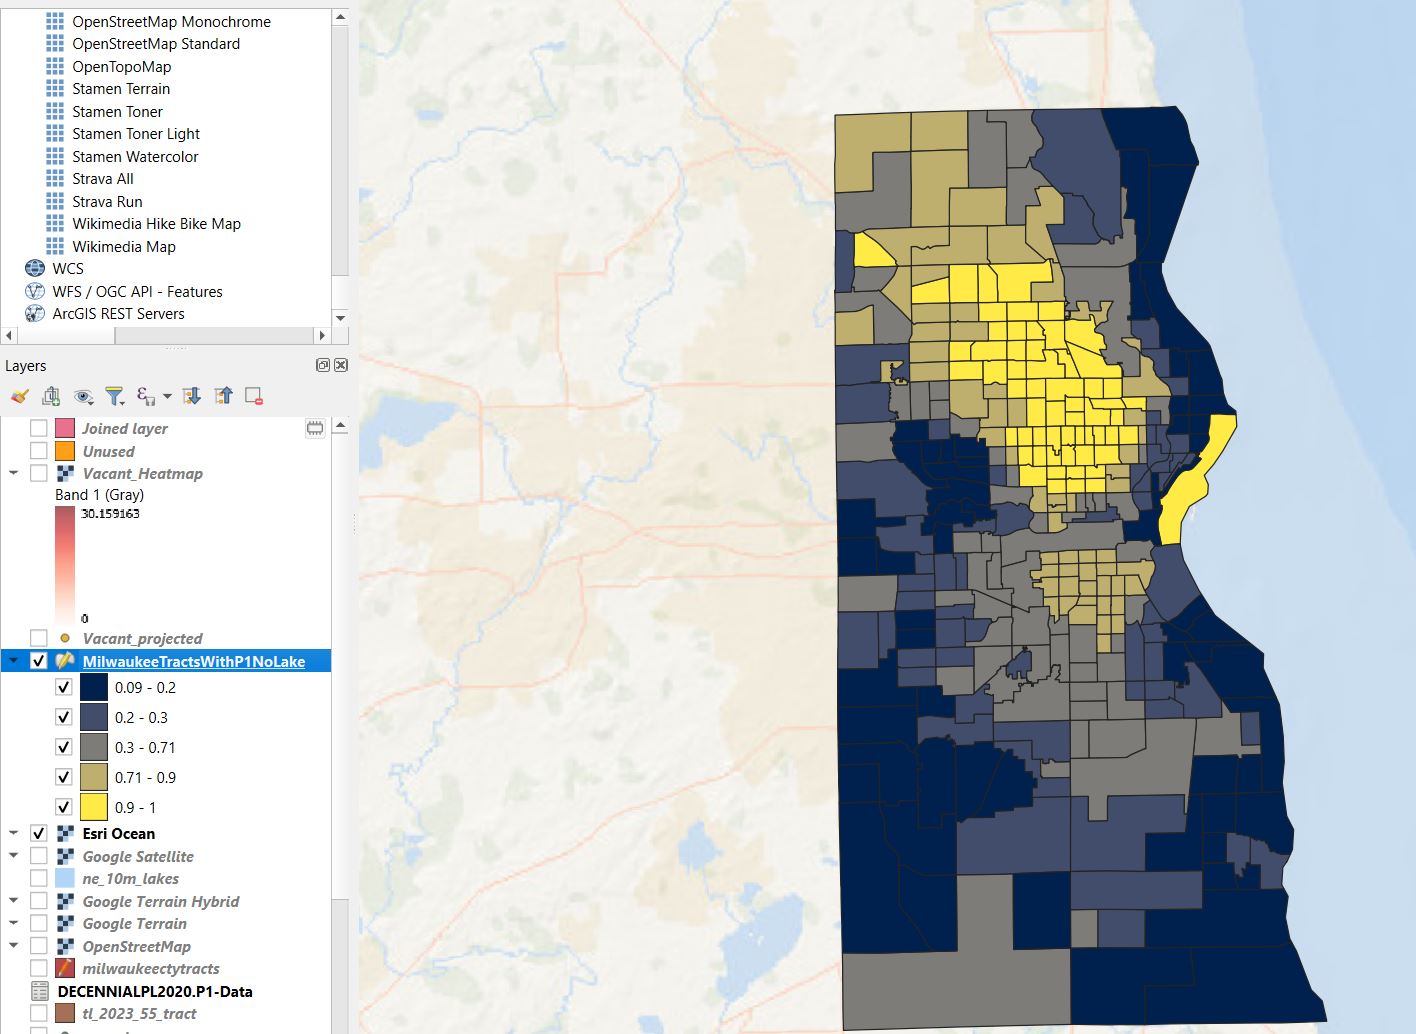 OpenStreetMap Monochrome
OpenStreetMap Standard
OpenTopoMap
Stamen Terrain
Stamen Toner
Stamen Toner Light
Stamen Watercolor
Strava All
Strava Run
Wikimedia Hike Bike Map
Wikimedia Map
WCS
WFS / OGC API - Features
ArcGIS REST Servers
Layers
Joined layer
Unused
Vacant_Heatmap
Band 1 (Gray)
30.159163
0
Vacant_projected
MilwaukeeTractsWithP1NoLake
0.09 - 0.2
0.2 - 0.3
0.3 - 0.71
0.71 - 0.9
0.9 - 1
Esri Ocean
Google Satellite
ne_10m_lakes
Google Terrain Hybrid
Google Terrain
OpenStreetMap
milwaukeectytracts
DECENNIALPL2020.P1-Data
tl_2023_55_tract